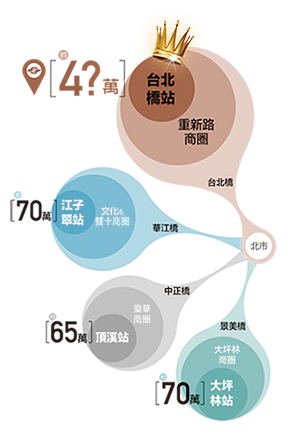 約
4?萬
台北
橋站
重新路
商圈
台北橋
約
70萬
江子
翠站
文化&
雙十商圈
華江橋
北市
中正橋
約
65萬
頂溪站
豪華
商圈
景美橋
大坪林
商圈
約
70萬
大坪
林站